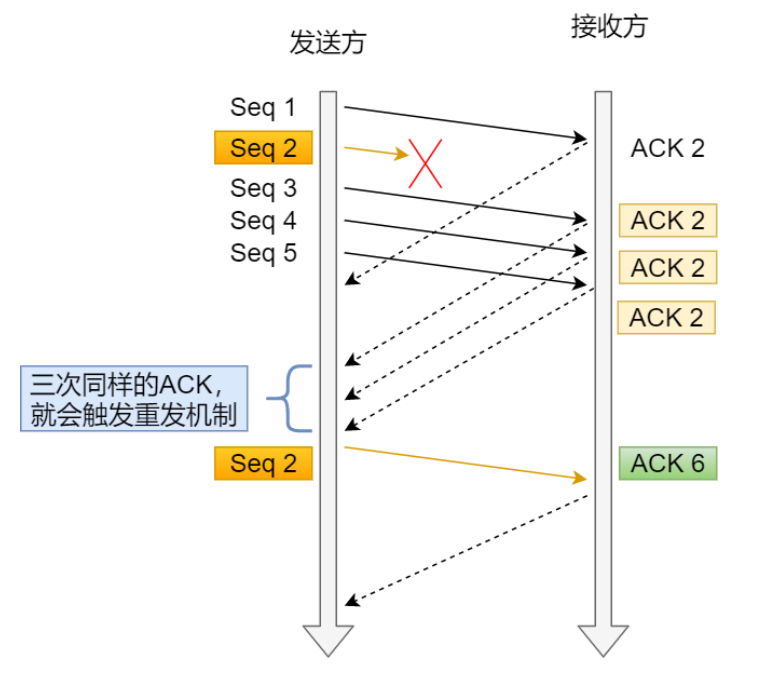 发送方
接收方
Seq 1
Seq 2
ACK 2
Seq 3
Seq 4
ACK 2
Seq 5
ACK 2
ACK 2
三次同样的ACK，
就会触发重发机制
Seq 2
ACK 6